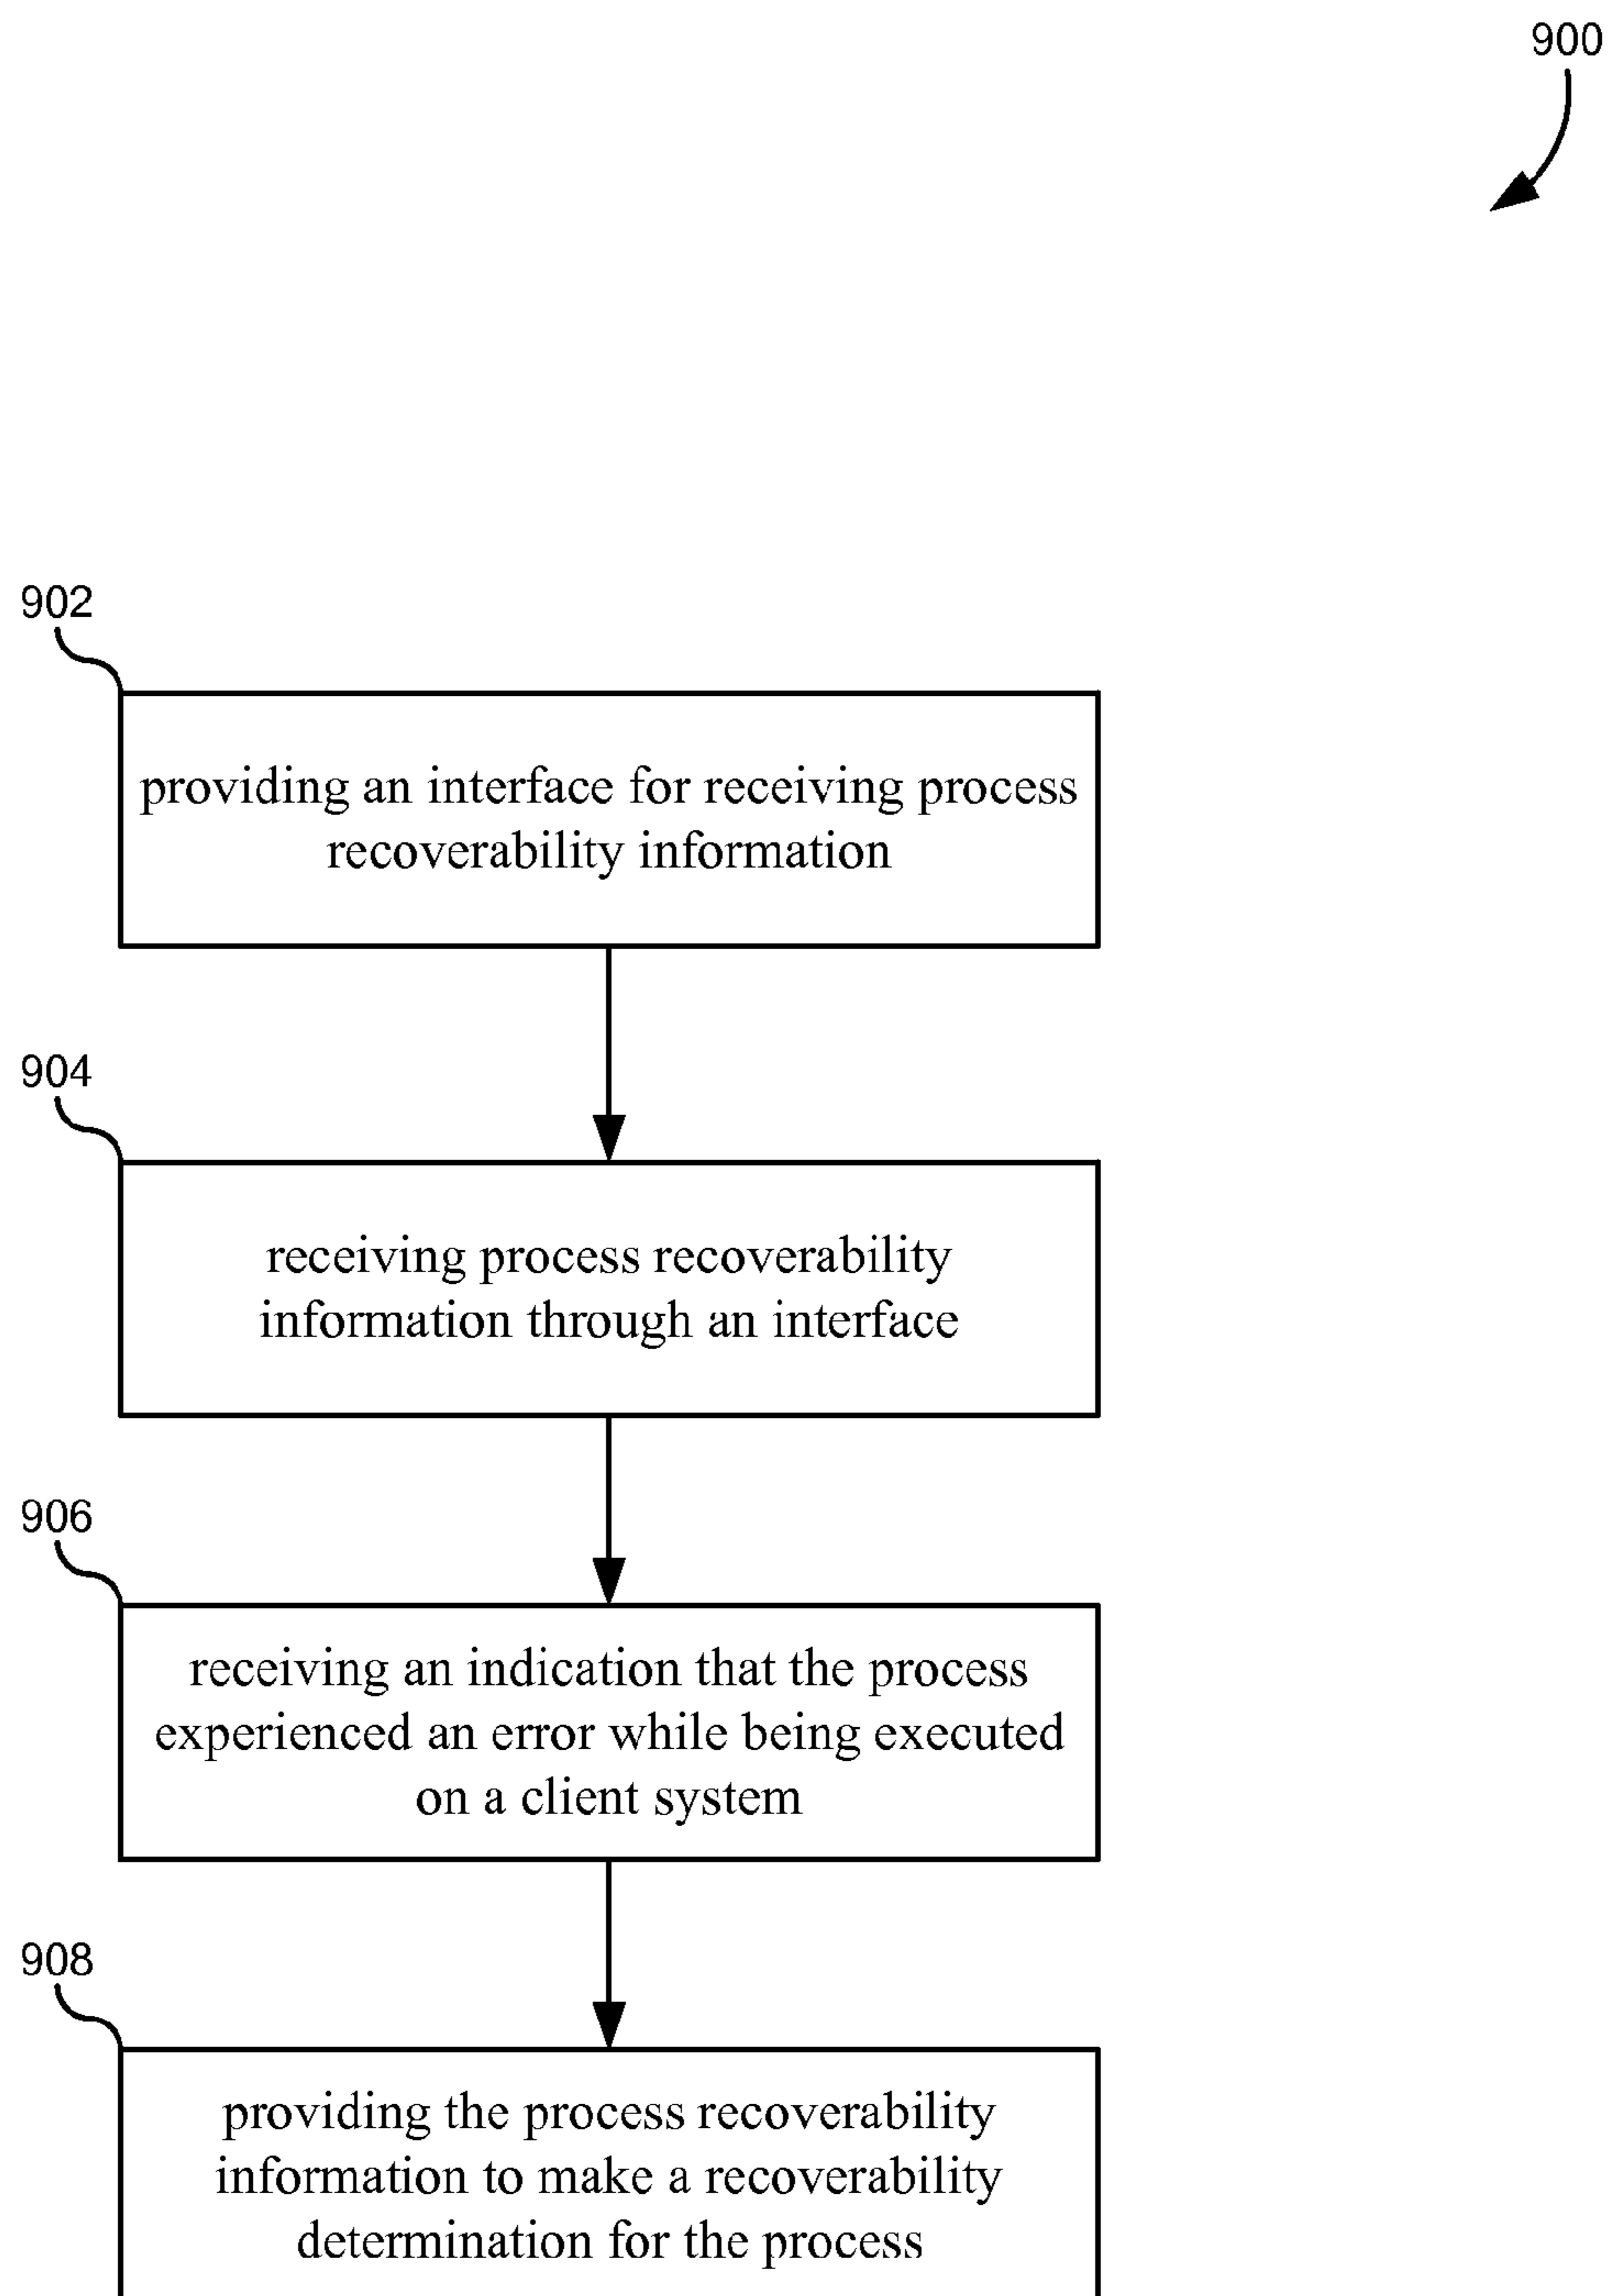 900
902
providing an interface for receiving process
recoverability information
904
receiving process recoverability
information through an interface
906
receiving an indication that the process
experienced an error while being executed
on a client system
908
providing the process recoverability
information to make a recoverability
determination for the process